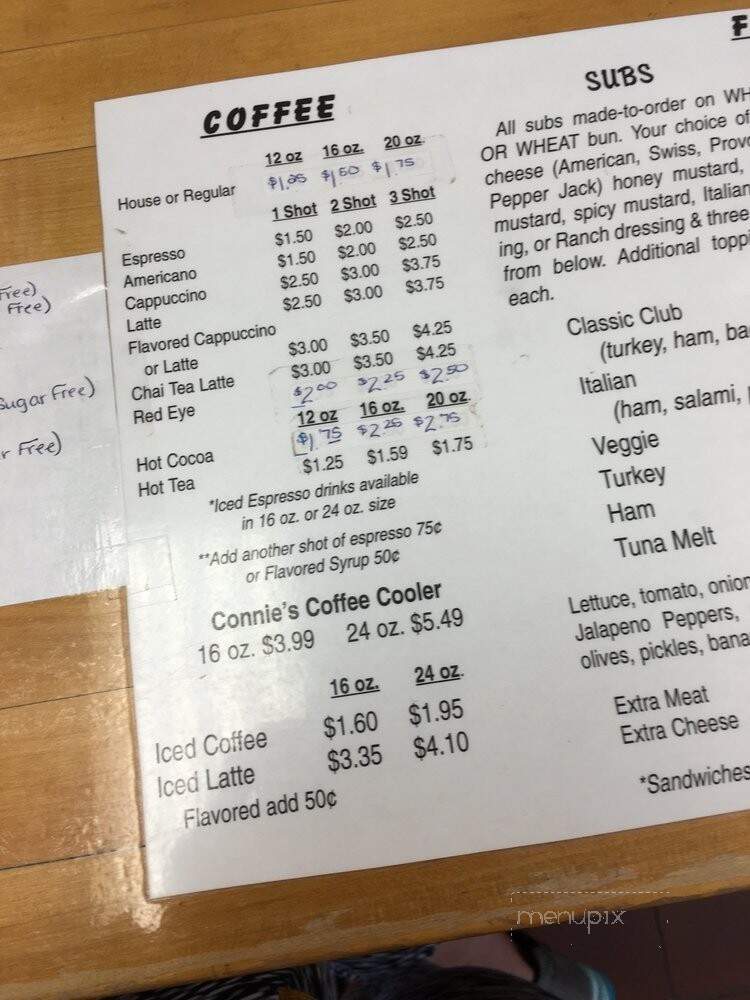 Free)
Free)
Sugar Free)
Free)
COFFEE
12 oz 16 oz. 20 oz.
House or Regular $1.25 $1.50 $1.75
1 Shot 2 Shot 3 Shot
Espresso $1.50 $2.00 $2.50
Americano $1.50 $2.00 $2.50
Cappuccino $2.50 $3.00 $3.75
Latte $2.50 $3.00 $3.75
Flavored Cappuccino
or Latte $3.00 $3.50 $4.25
Chai Tea Latte $3.00 $3.50 $4.25
Red Eye $2.00 $2.25 $2.50
12 oz 16 oz. 20 oz.
Hot Cocoa $1.75 $2.25 $2.75
Hot Tea $1.25 $1.59 $1.75
*Iced Espresso drinks available
in 16 oz. or 24 oz. size
**Add another shot of espresso 75¢
or Flavored Syrup 50¢
Connie's Coffee Cooler
16 oz. $3.99 24 oz. $5.49
16 oz. 24 oz.
Iced Coffee $1.60 $1.95
Iced Latte $3.35 $4.10
Flavored add 50¢
F
SUBS
All subs made-to-order on WH
OR WHEAT bun. Your choice of
cheese (American, Swiss, Prov
Pepper Jack) honey mustard,
mustard, spicy mustard, Italian
ing, or Ranch dressing & three
from below. Additional toppi
each.
Classic Club
(turkey, ham, ba
Italian
(ham, salami,
Veggie
Turkey
Ham
Tuna Melt
Lettuce, tomato, onion
Jalapeno Peppers,
olives, pickles, bana
Extra Meat
Extra Cheese
*Sandwiches
menupix